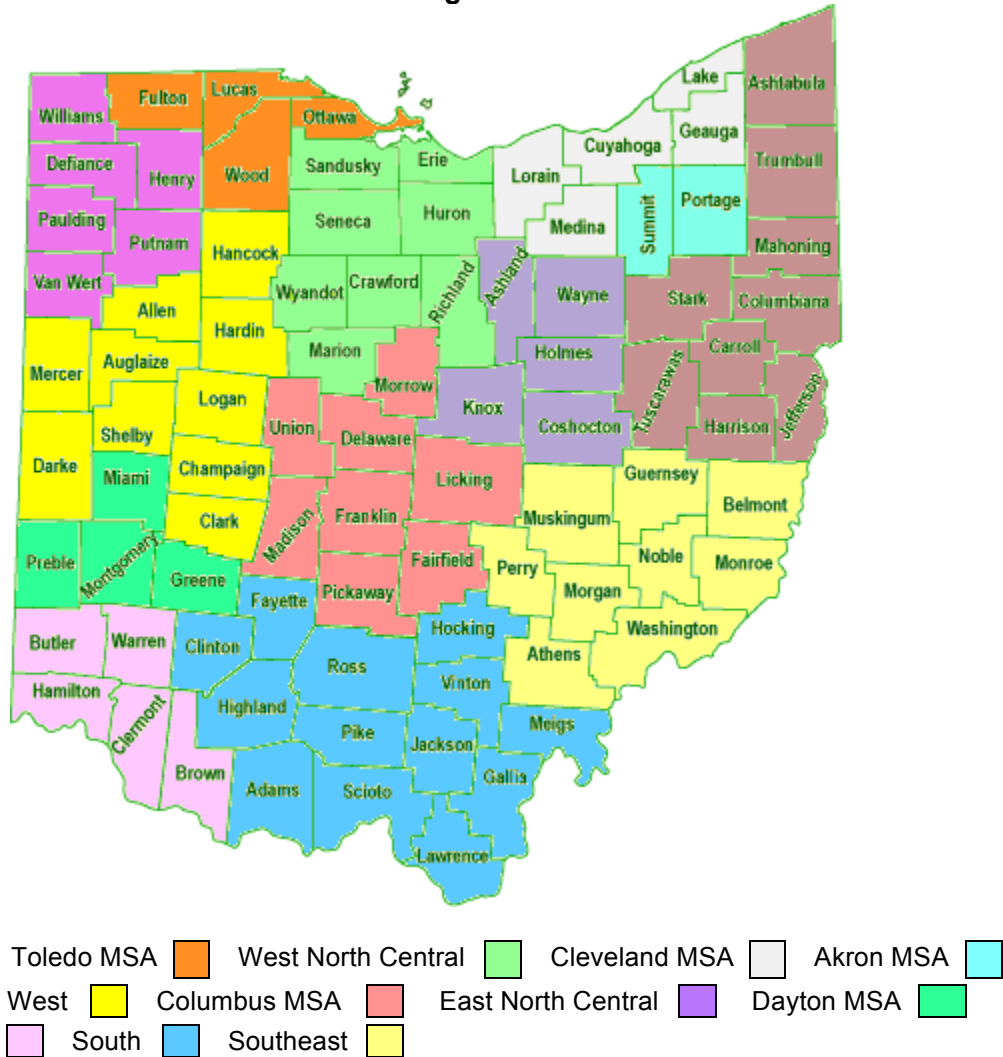 Lake
Ashtabula
Williams
Fulton
Lucas
Ottawa
Geauga
Cuyahoga
Trumbull
Defiance
Henry
Wood
Sandusky
Erie
Lorain
Portage
Summit
Paulding
Putnam
Seneca
Huron
Medina
Mahoning
Van Wert
Hancock
Wyandot
Crawford
Richland
Ashland
Wayne
Stark
Columbiana
Allen
Hardin
Marion
Holmes
Carroll
Mercer
Auglaize
Morrow
Tuscarawas
Jefferson
Logan
Knox
Harrison
Shelby
Union
Delaware
Coshocton
Darke
Miami
Champaign
Licking
Guernsey
Belmont
Clark
Madison
Franklin
Muskingum
Preble
Montgomery
Greene
Fairfield
Perry
Noble
Monroe
Pickaway
Morgan
Fayette
Butler
Warren
Clinton
Hocking
Washington
Ross
Athens
Hamilton
Vinton
Highland
Clermont
Pike
Jackson
Meigs
Brown
Adams
Scioto
Gallis
Lawrence
Toledo MSA West North Central Cleveland MSA Akron MSA
West Columbus MSA East North Central Dayton MSA
South Southeast